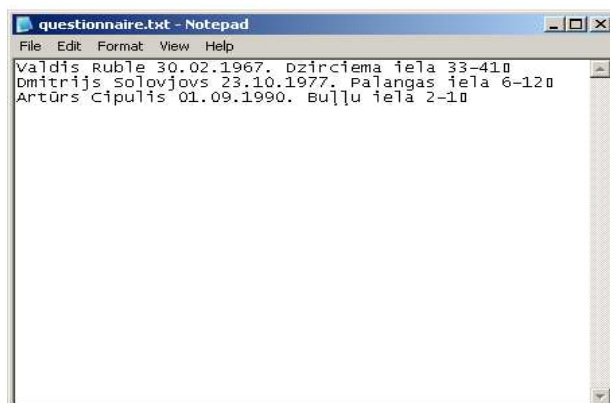 questionnaire.txt - Notepad
File Edit Format View Help
Valdis Ruble 30.02.1967. Dzirciema iela 33-41▯
Dmitrijs Solovjovs 23.10.1977. Palangas iela 6-12▯
Artūrs Cipulis 01.09.1990. Buļļu iela 2-1▯